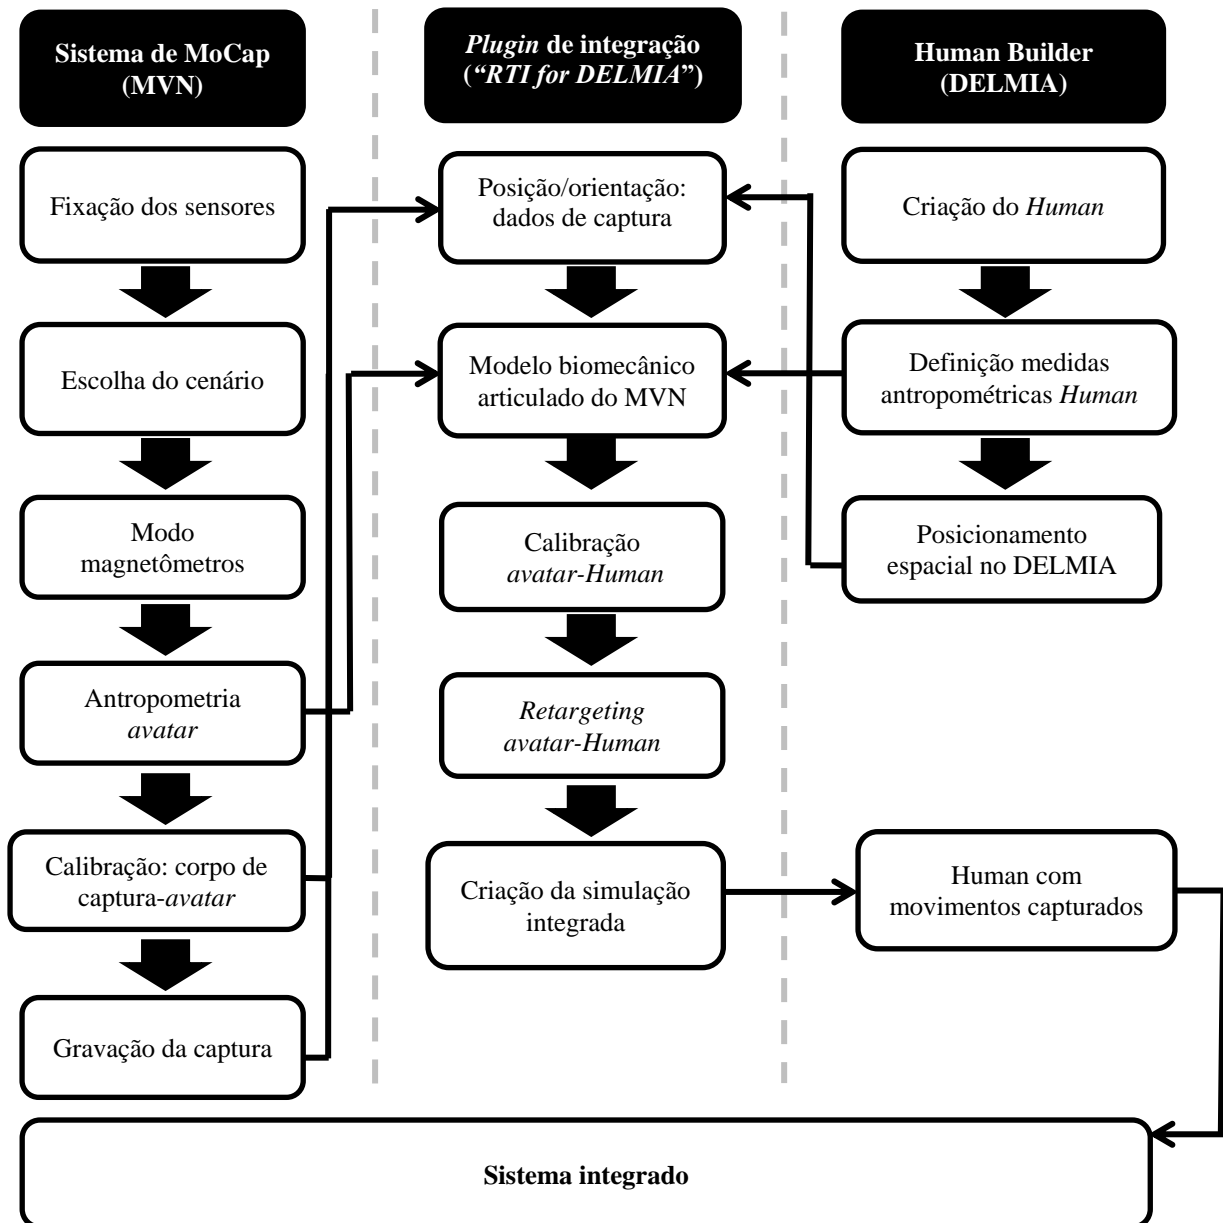 Sistema de MoCap
(MVN)
Plugin de integração
(“RTI for DELMIA”)
Human Builder
(DELMIA)
Fixação dos sensores
Posição/orientação:
dados de captura
Criação do Human
Escolha do cenário
Modelo biomecânico
articulado do MVN
Definição medidas
antropométricas Human
Modo
magnetômetros
Calibração
avatar-Human
Posicionamento
espacial no DELMIA
Antropometria
avatar
Retargeting
avatar-Human
Calibração: corpo de
captura-avatar
Criação da simulação
integrada
Human com
movimentos capturados
Gravação da captura
Sistema integrado